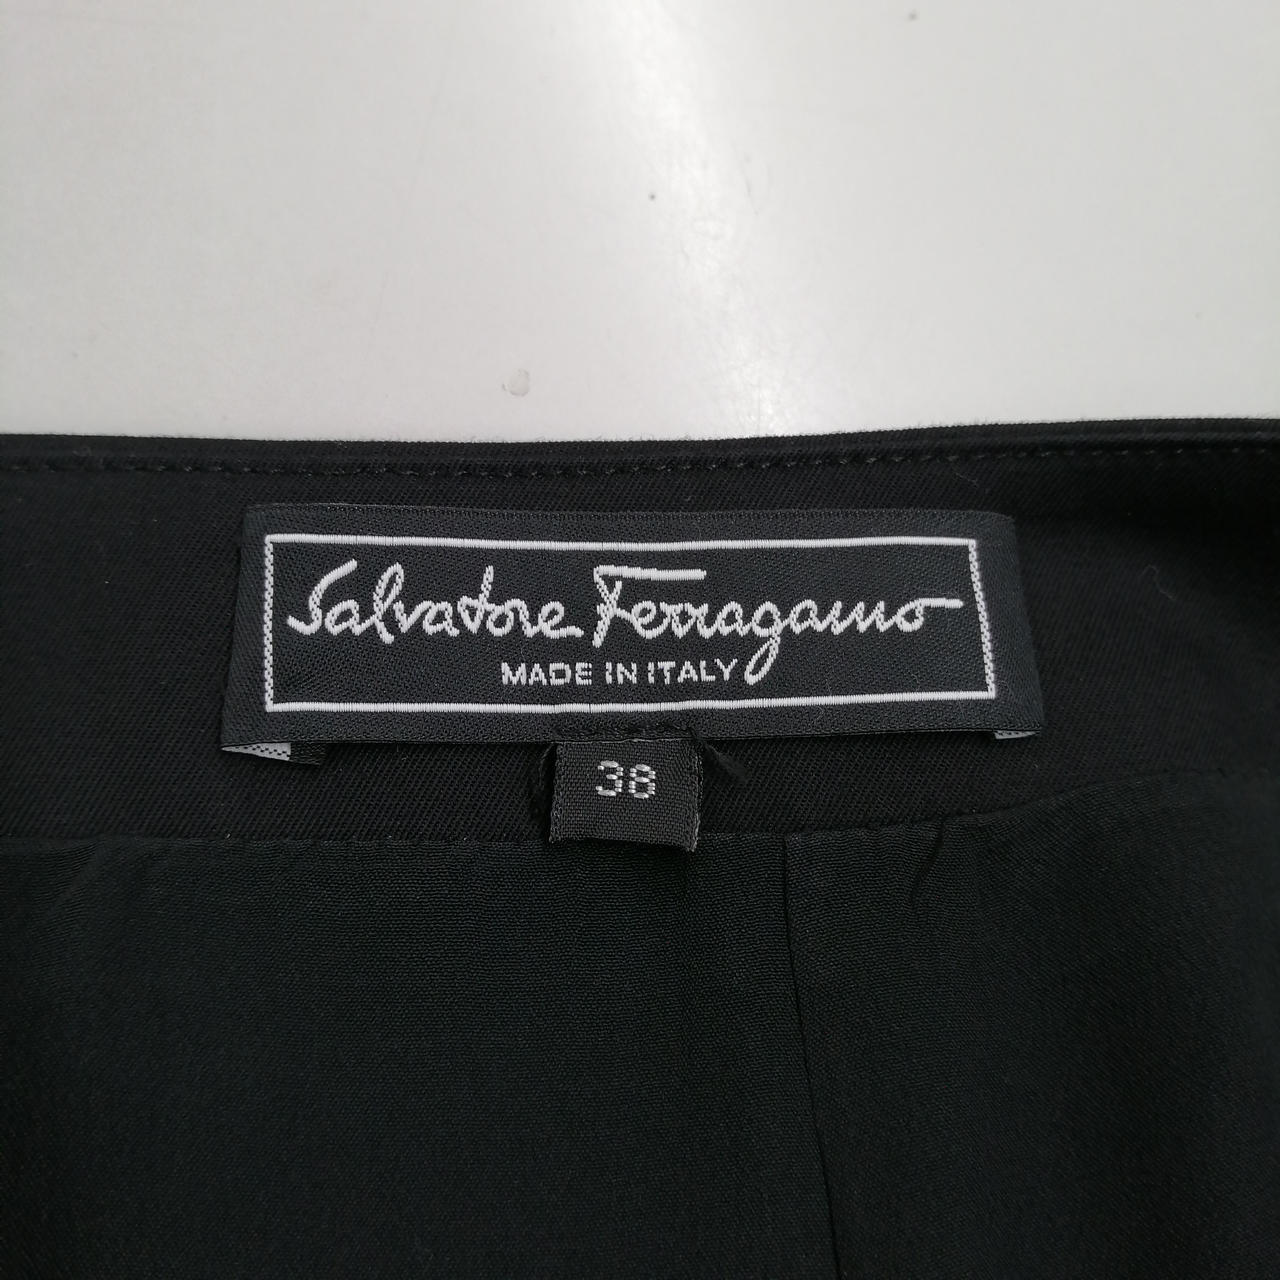 Salvatore Ferragamo
MADE IN ITALY
38